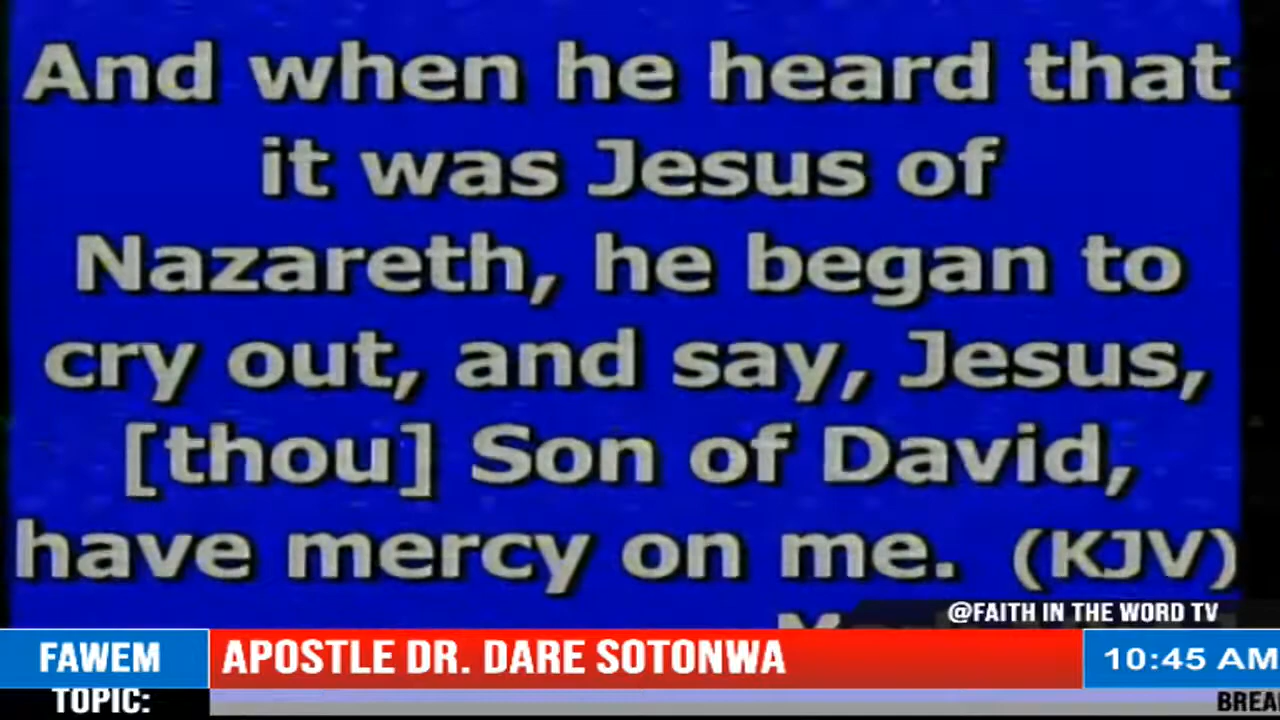 And when he heard that
it was Jesus of
Nazareth, he began to
cry out, and say, Jesus,
[thou] Son of David,
have mercy on me. (KJV)
@FAITH IN THE WORD TV
FAWEM
APOSTLE DR. DARE SOTONWA
10:45 AM
TOPIC: